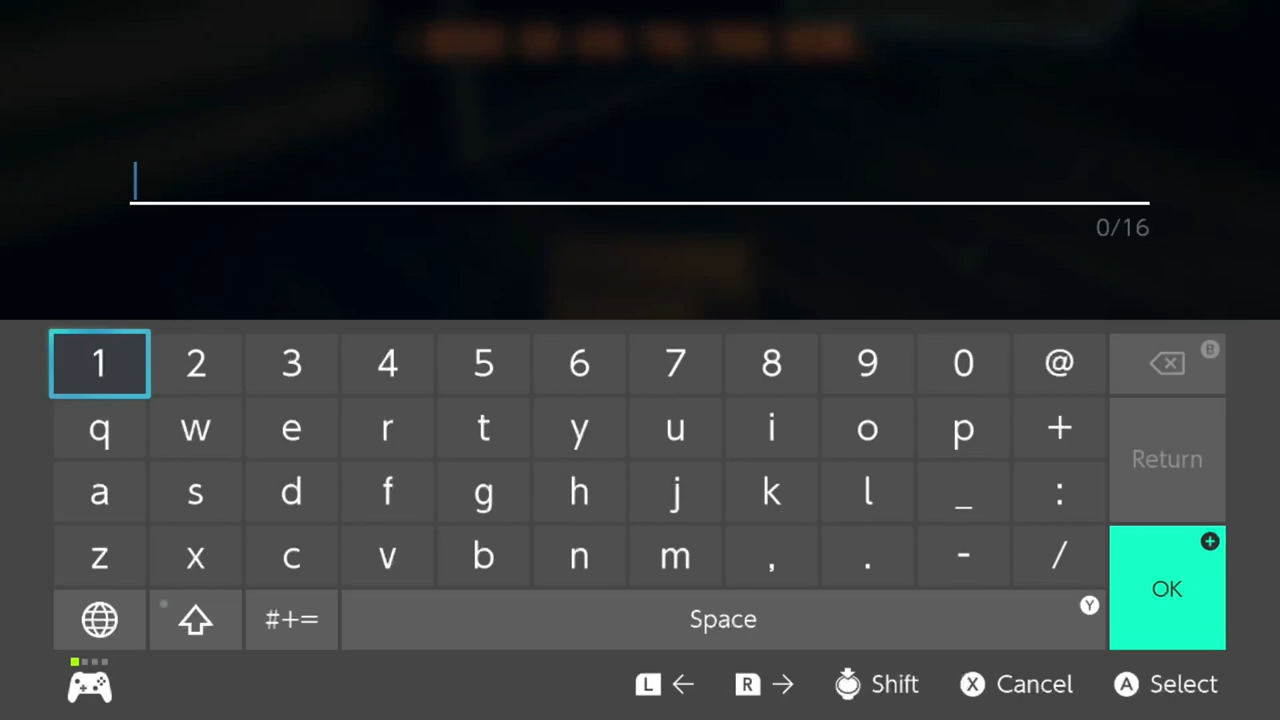 0/16
1 2 3 4 5 6 7 8 9 0 @ B
q w e r t y u i o p +
Return
a s d f g h j k l _ :
z x c v b n m , . - /
OK
#+= Space Y
L ← R → Shift X Cancel A Select